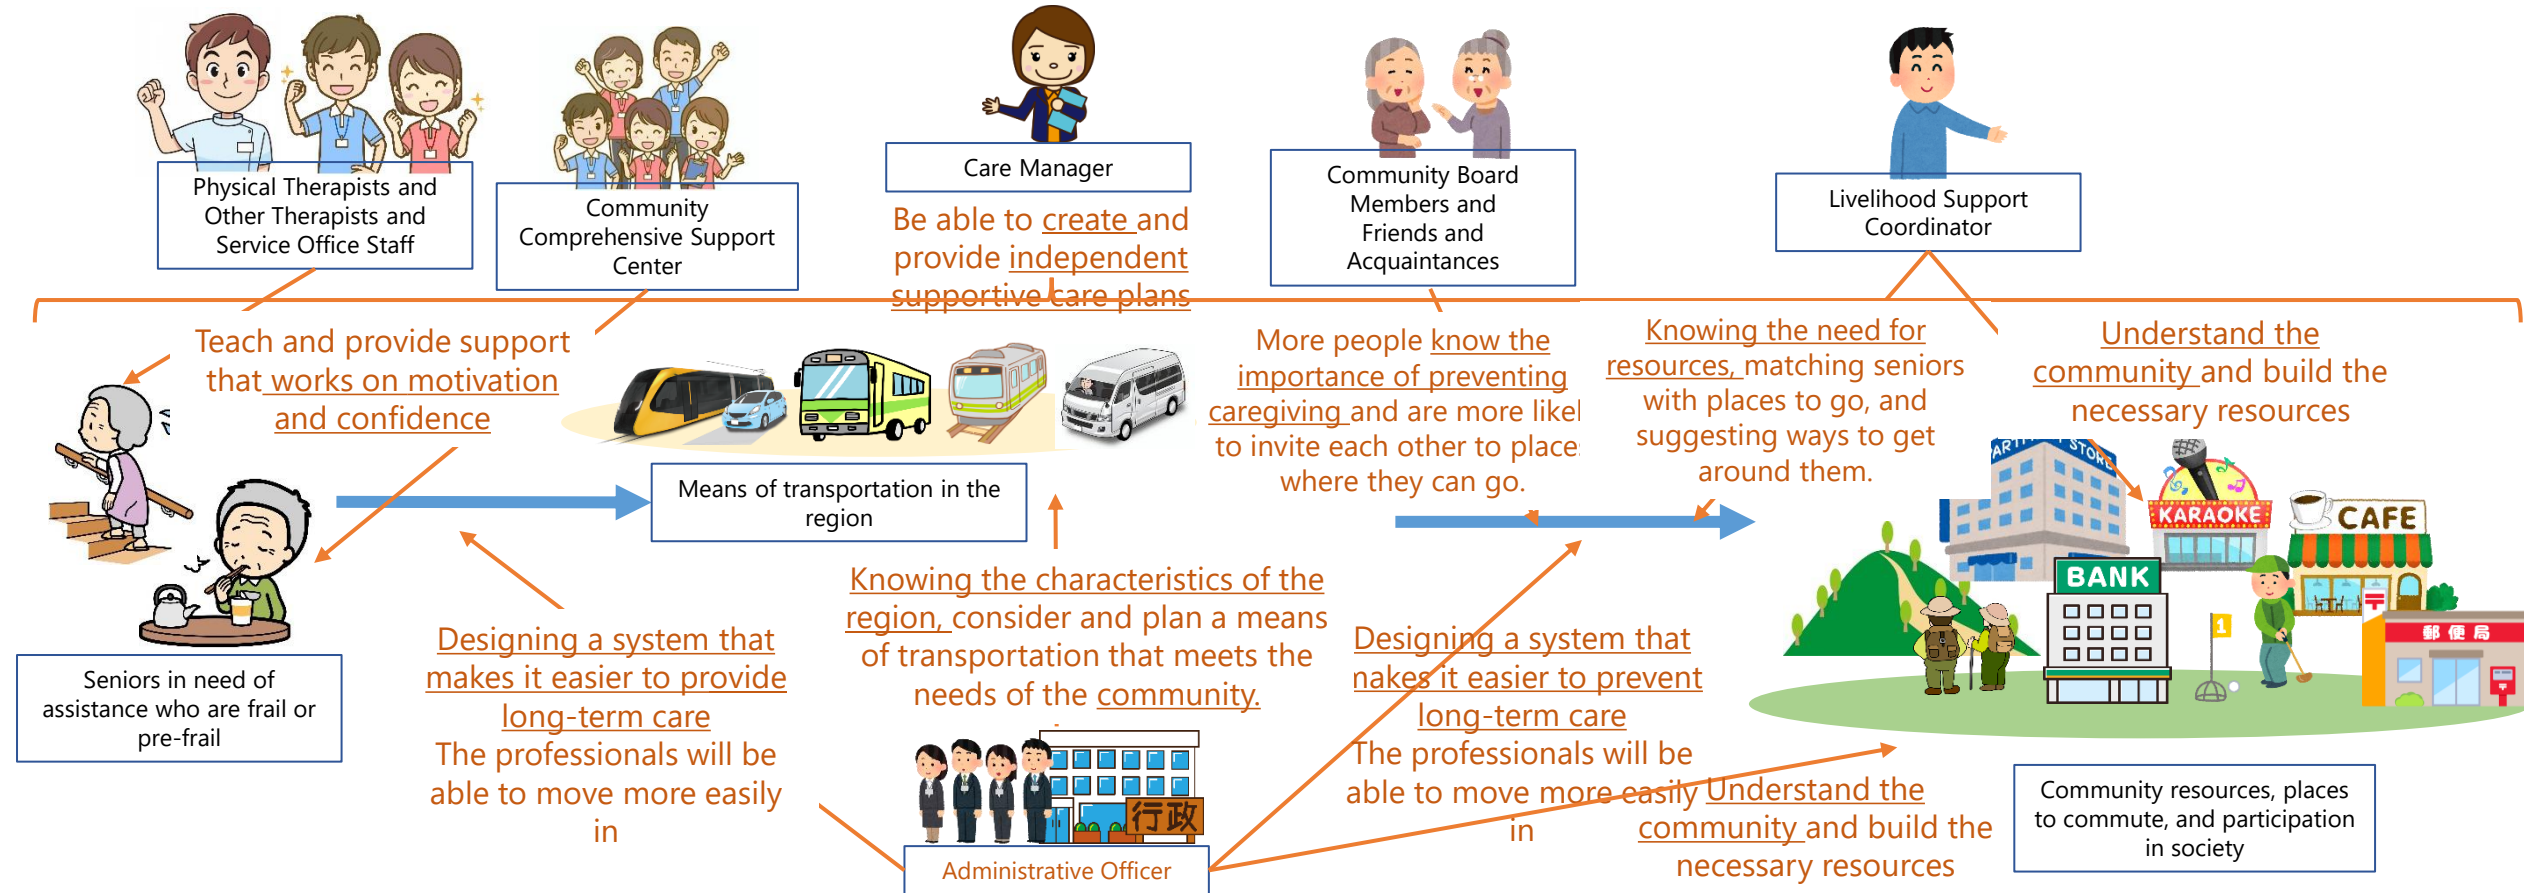 Physical Therapists and
Other Therapists and
Service Office Staff
Community
Comprehensive Support
Center
Care Manager
Be able to create and
provide independent
supportive care plans
Community Board
Members and
Friends and
Acquaintances
Livelihood Support
Coordinator
Teach and provide support
that works on motivation
and confidence
More people know the
importance of preventing
caregiving and are more likel
to invite each other to place
where they can go.
Knowing the need for
resources, matching seniors
with places to go, and
suggesting ways to get
around them.
Understand the
community and build the
necessary resources
Means of transportation in the
region
STORE
KARAOKE
CAFE
BANK
〒
郵便局
〒
1
Seniors in need of
assistance who are frail or
pre-frail
Designing a system that
makes it easier to provide
long-term care
The professionals will be
able to move more easily
in
Knowing the characteristics of the
region, consider and plan a means
of transportation that meets the
needs of the community.
行政
Administrative Officer
Designing a system that
makes it easier to prevent
long-term care
The professionals will be
able to move more easily
in
Understand the
community and build the
necessary resources
Community resources, places
to commute, and participation
in society